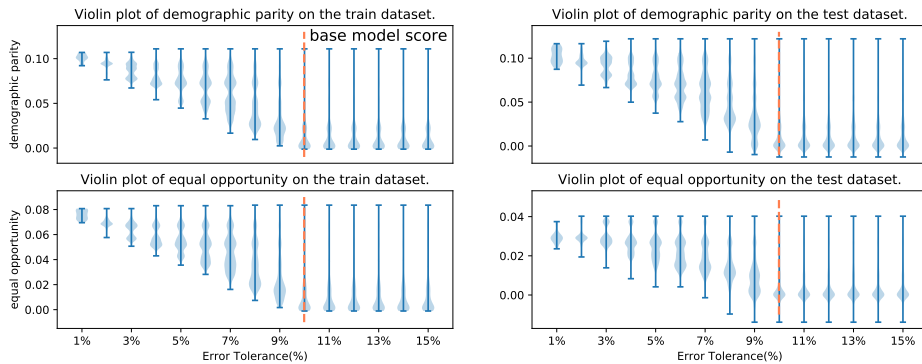 Violin plot of demographic parity on the train dataset.
base model score
demographic parity
0.10
0.05
0.00
Violin plot of demographic parity on the test dataset.
0.10
0.05
0.00
Violin plot of equal opportunity on the train dataset.
equal opportunity
0.08
0.06
0.04
0.02
0.00
1% 3% 5% 7% 9% 11% 13% 15%
Error Tolerance(%)
Violin plot of equal opportunity on the test dataset.
0.04
0.02
0.00
1% 3% 5% 7% 9% 11% 13% 15%
Error Tolerance(%)